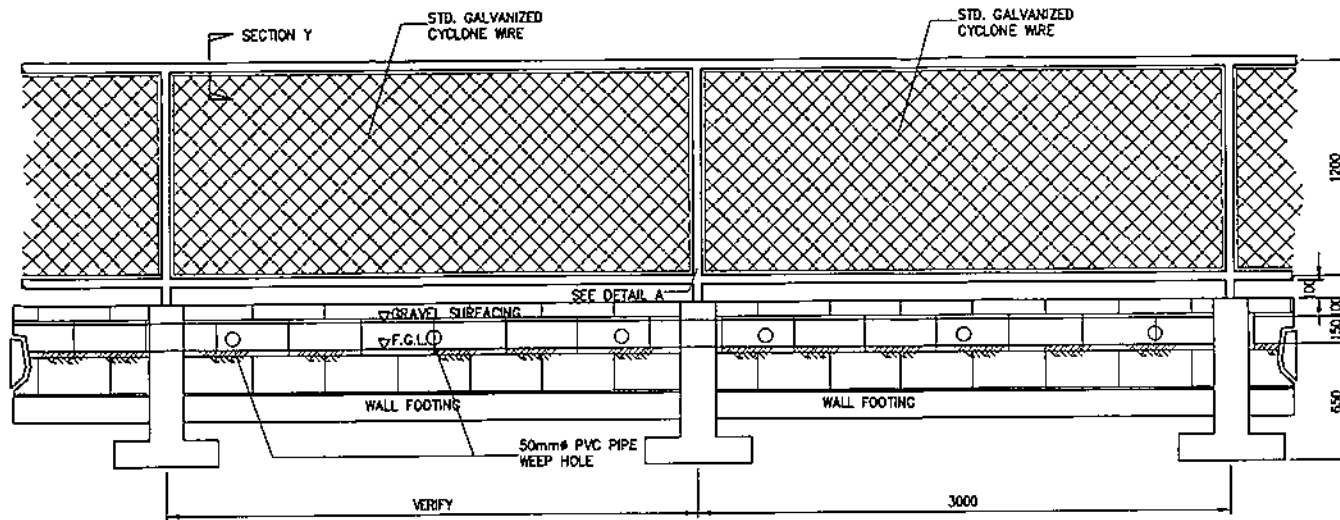 STD. GALVANIZED
CYCLONE WIRE
STD. GALVANIZED
CYCLONE WIRE
SECTION Y
1200
SEE DETAIL A
100
GRAVEL SURFACING
100
150
F.G.L.
650
WALL FOOTING
WALL FOOTING
50mmø PVC PIPE
WEEP HOLE
VERIFY
3000